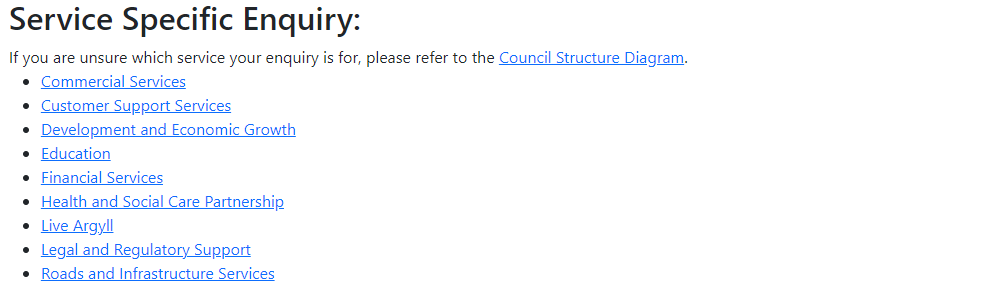 Service Specific Enquiry:
If you are unsure which service your enquiry is for, please refer to the Council Structure Diagram.
Commercial Services
Customer Support Services
Development and Economic Growth
Education
Financial Services
Health and Social Care Partnership
Live Argyll
Legal and Regulatory Support
Roads and Infrastructure Services